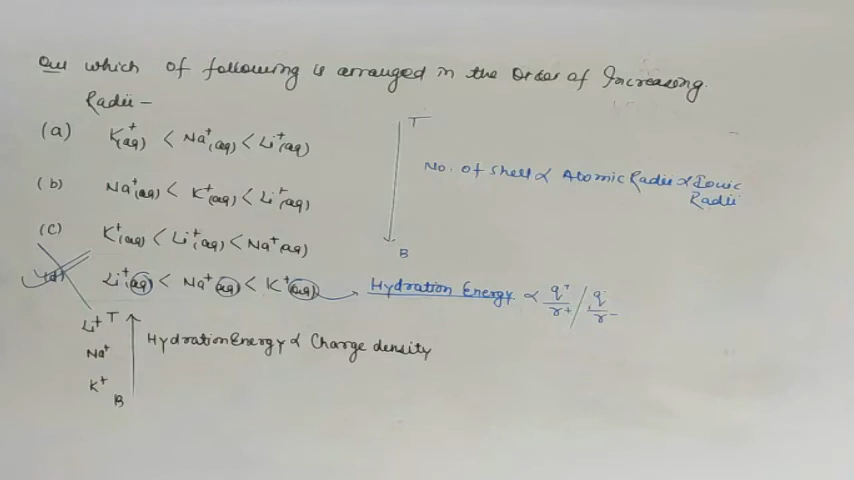 Que which of following is arranged in the Order of Increasing
Radii -
(a) K⁺(aq) < Na⁺(aq) < Li⁺(aq)
(b) Na⁺(aq) < K⁺(aq) < Li⁺(aq)
(c) K⁺(aq) < Li⁺(aq) < Na⁺(aq)
(d) Li⁺(aq) < Na⁺(aq) < K⁺(aq)
T
No. of Shell ∝ Atomic Radii ∝ Ionic
Radii
B
Hydration Energy ∝ q⁺/r⁺ / q⁻/r⁻
Li⁺ T
Na⁺
K⁺
B
Hydration Energy ∝ Charge density